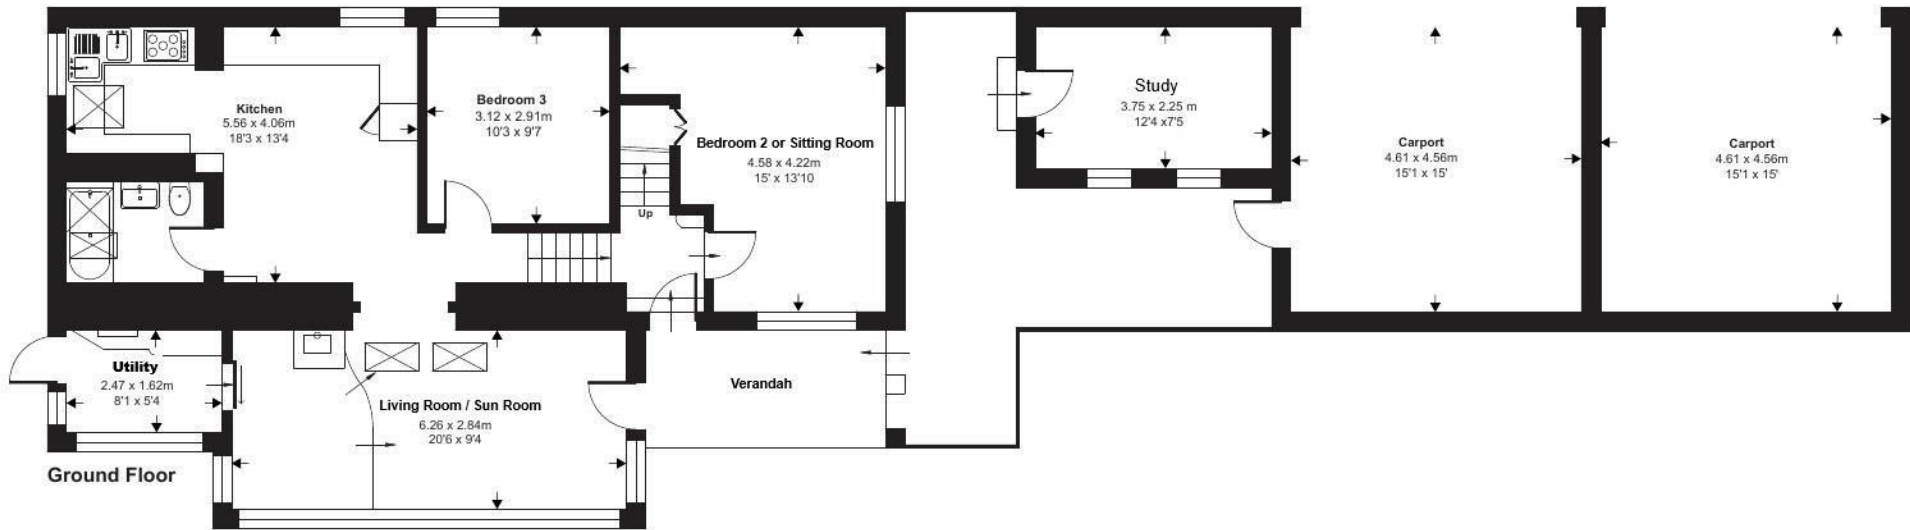 Kitchen
5.56 x 4.06m
18'3 x 13'4
Bedroom 3
3.12 x 2.91m
10'3 x 9'7
Bedroom 2 or Sitting Room
4.58 x 4.22m
15' x 13'10
Up
Study
3.75 x 2.25 m
12'4 x7'5
Carport
4.61 x 4.56m
15'1 x 15'
Carport
4.61 x 4.56m
15'1 x 15'
Utility
2.47 x 1.62m
8'1 x 5'4
Living Room / Sun Room
6.26 x 2.84m
20'6 x 9'4
Verandah
Ground Floor